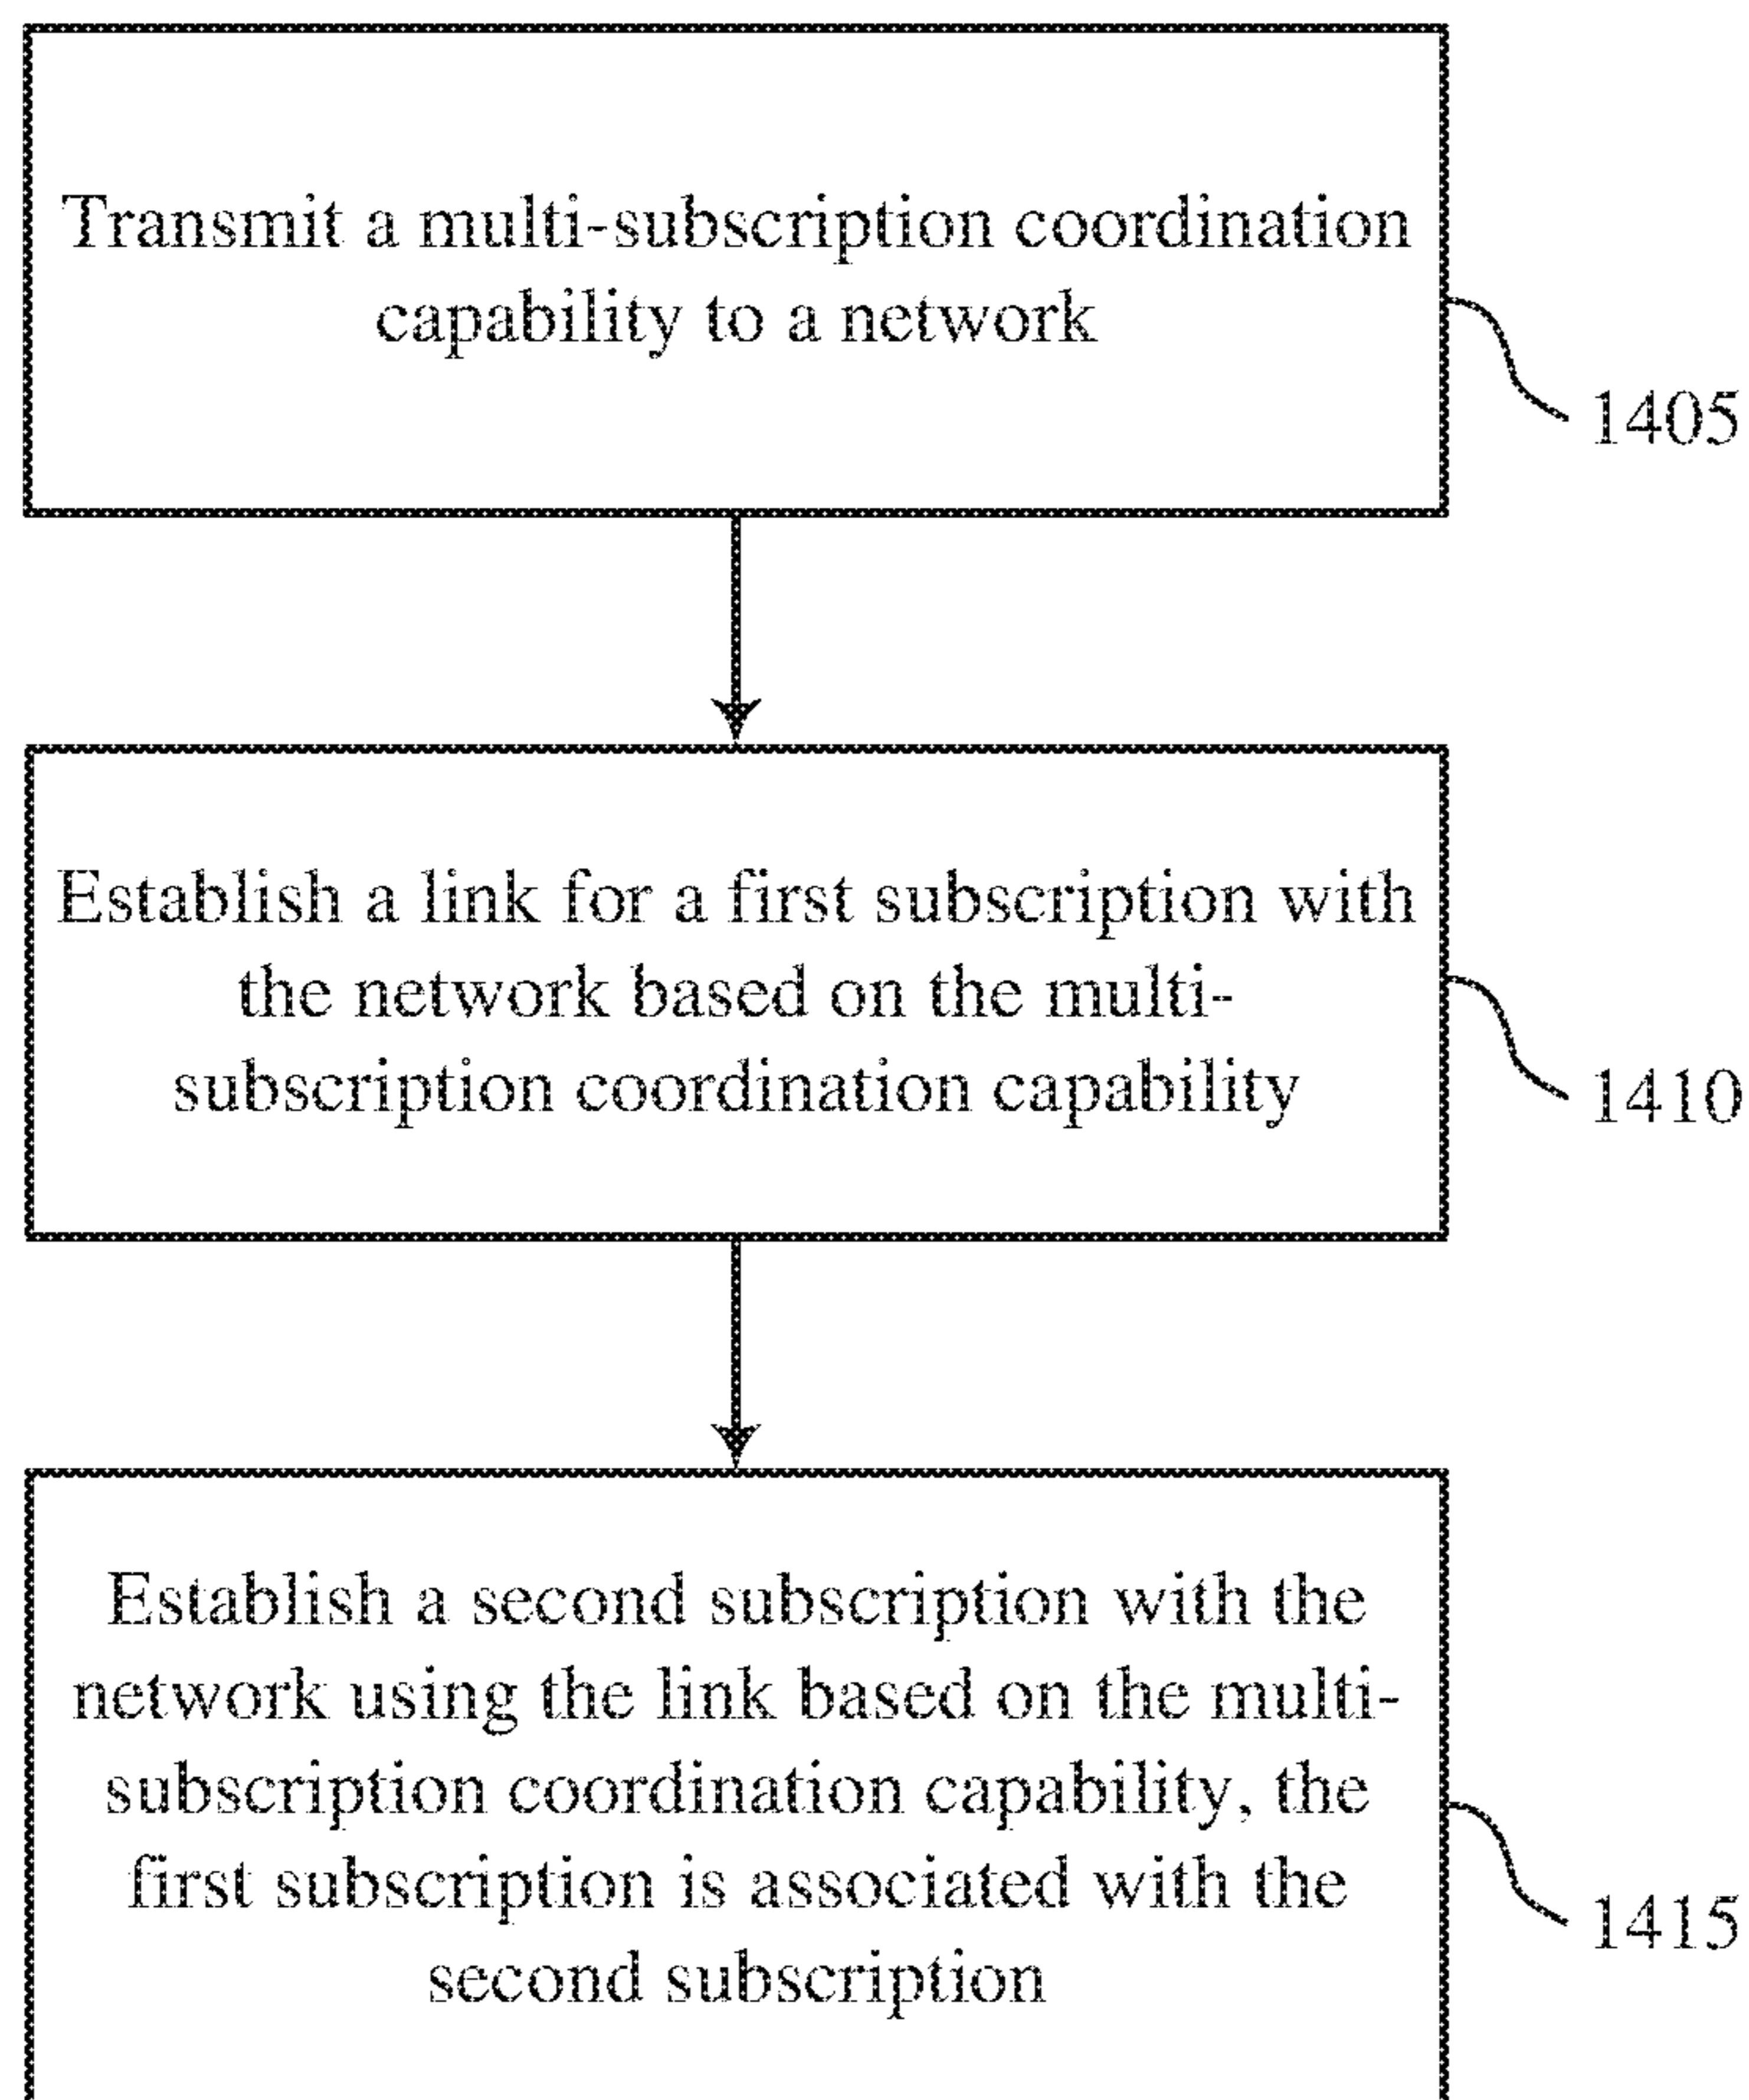 Transmit a multi-subscription coordination
capability to a network
1405
Establish a link for a first subscription with
the network based on the multi-
subscription coordination capability
1410
Establish a second subscription with the
network using the link based on the multi-
subscription coordination capability, the
first subscription is associated with the
second subscription
1415